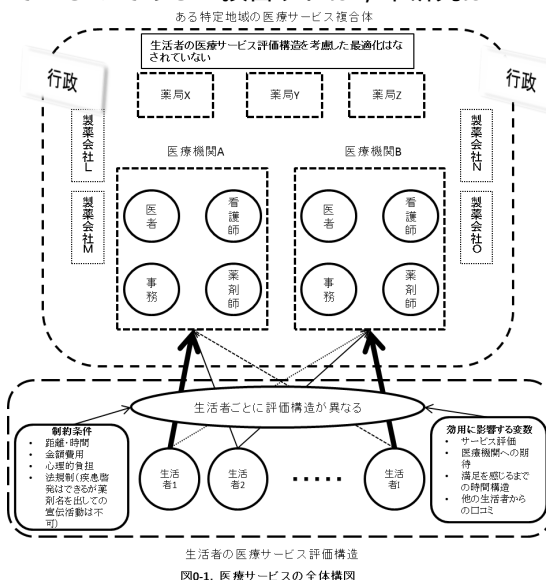 ある特定地域の医療サービス複合体
生活者の医療サービス評価構造を考慮した最適化はな
されていない
行政
行政
薬局X
薬局Y
薬局Z
製薬会社L
製薬会社N
製薬会社M
製薬会社O
医療機関A
医療機関B
医者
看護師
医者
看護師
事務
薬剤師
事務
薬剤師
生活者ごとに評価構造が異なる
制約条件
• 距離・時間
• 金額費用
• 心理的負担
• 法規制(疾患啓
発はできるが薬
剤名を出しての
宣伝活動は不
可)
生活
者1
生活
者2
・・・・・
生活
者I
効用に影響する変数
• サービス評価
• 医療機関への期
待
• 満足を感じるまで
の時間構造
• 他の生活者から
の口コミ
生活者の医療サービス評価構造
図0-1. 医療サービスの全体構図